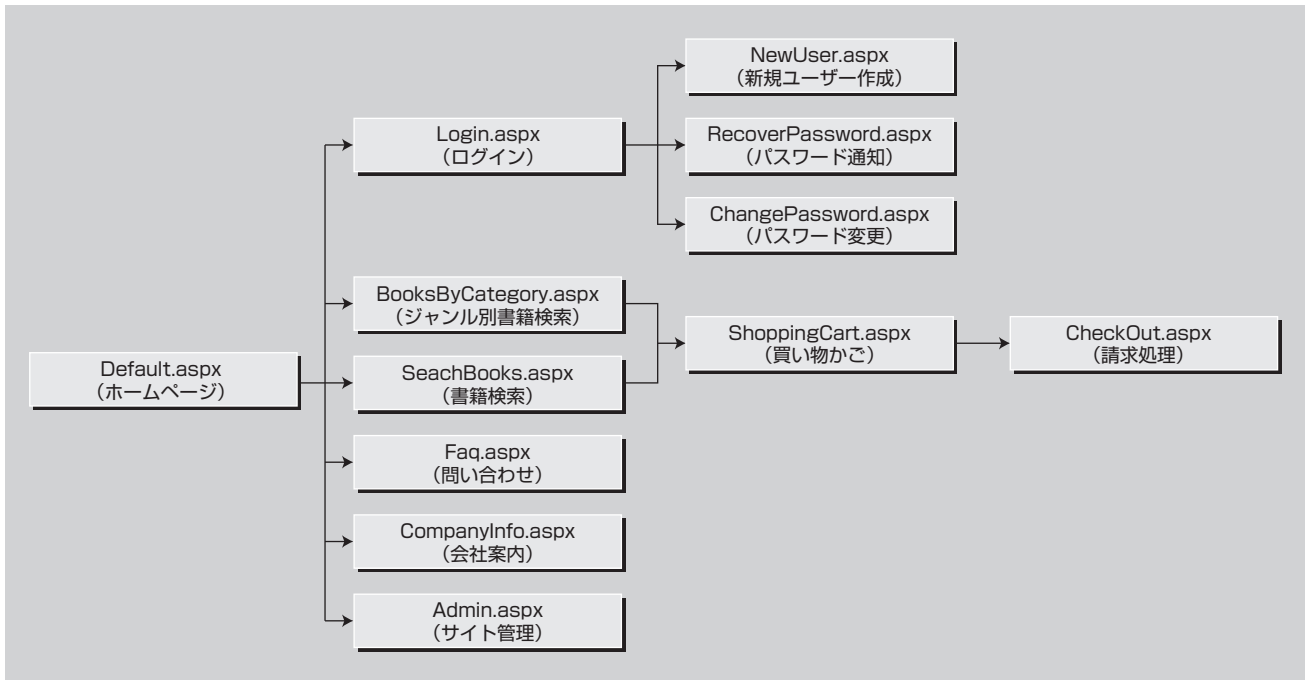 Default.aspx
（ホームページ）
Login.aspx
（ログイン）
NewUser.aspx
（新規ユーザー作成）
RecoverPassword.aspx
（パスワード通知）
ChangePassword.aspx
（パスワード変更）
BooksByCategory.aspx
（ジャンル別書籍検索）
SeachBooks.aspx
（書籍検索）
ShoppingCart.aspx
（買い物かご）
CheckOut.aspx
（請求処理）
Faq.aspx
（問い合わせ）
CompanyInfo.aspx
（会社案内）
Admin.aspx
（サイト管理）